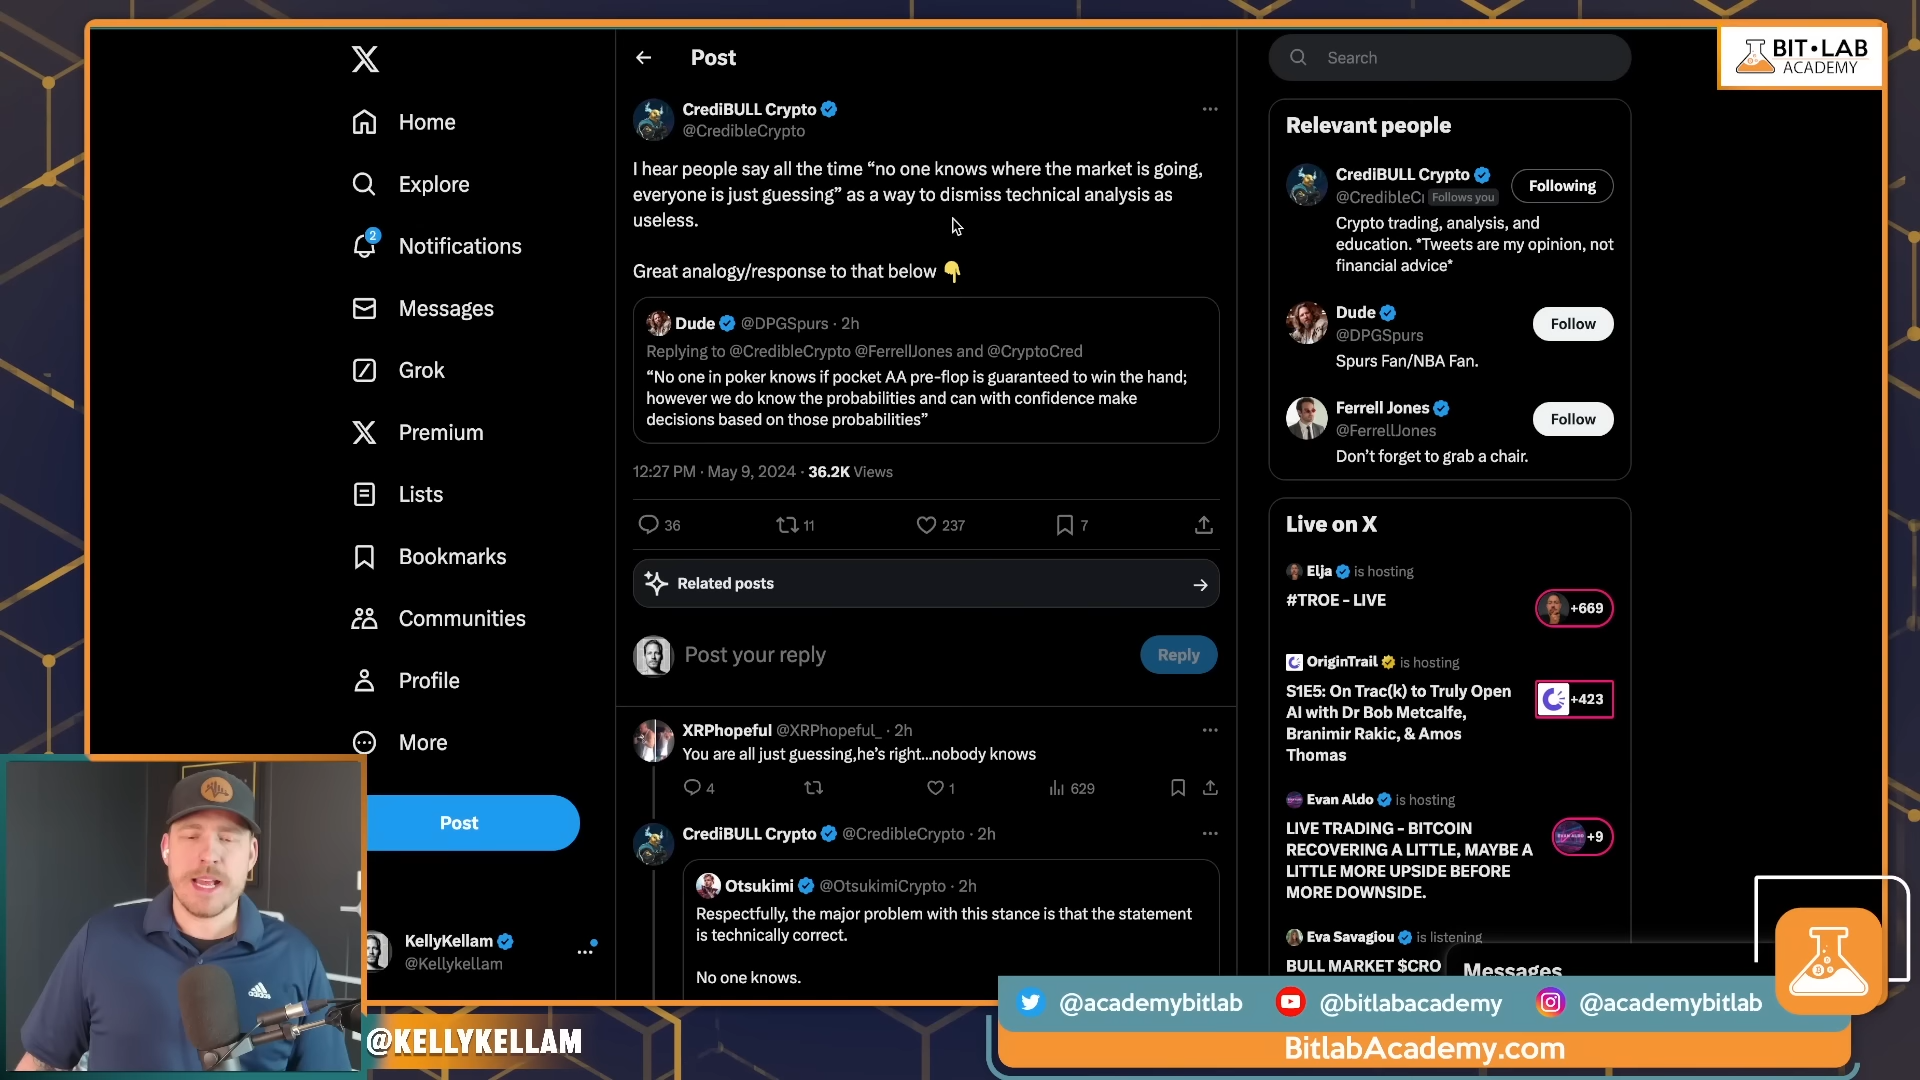 BIT•LAB
ACADEMY
Home
Explore
2
Notifications
Messages
Grok
Premium
Lists
Bookmarks
Communities
Profile
More
Post
KellyKellam
@Kellykellam
Post
CrediBULL Crypto
@CredibleCrypto
I hear people say all the time “no one knows where the market is going,
everyone is just guessing” as a way to dismiss technical analysis as
useless.
Great analogy/response to that below 👇
Dude @DPGSpurs · 2h
Replying to @CredibleCrypto @FerrellJones and @CryptoCred
“No one in poker knows if pocket AA pre-flop is guaranteed to win the hand;
however we do know the probabilities and can with confidence make
decisions based on those probabilities”
12:27 PM · May 9, 2024 · 36.2K Views
36 11 237 7
Related posts
Post your reply
Reply
XRPhopeful @XRPhopeful_ · 2h
You are all just guessing,he’s right...nobody knows
4 1 629
CrediBULL Crypto @CredibleCrypto · 2h
Otsukimi @OtsukimiCrypto · 2h
Respectfully, the major problem with this stance is that the statement
is technically correct.
No one knows.
Search
Relevant people
CrediBULL Crypto
@CredibleCr Follows you
Following
Crypto trading, analysis, and
education. *Tweets are my opinion, not
financial advice*
Dude
@DPGSpurs
Follow
Spurs Fan/NBA Fan.
Ferrell Jones
@FerrellJones
Follow
Don’t forget to grab a chair.
Live on X
Elja is hosting
#TROE - LIVE
+669
OriginTrail is hosting
S1E5: On Trac(k) to Truly Open
AI with Dr Bob Metcalfe,
Branimir Rakic, & Amos
Thomas
+423
Evan Aldo is hosting
LIVE TRADING - BITCOIN
RECOVERING A LITTLE, MAYBE A
LITTLE MORE UPSIDE BEFORE
MORE DOWNSIDE.
+9
Eva Savagiou is listening
BULL MARKET $CRO
Messages
@KELLYKELLAM
@academybitlab @bitlabacademy @academybitlab
BitlabAcademy.com